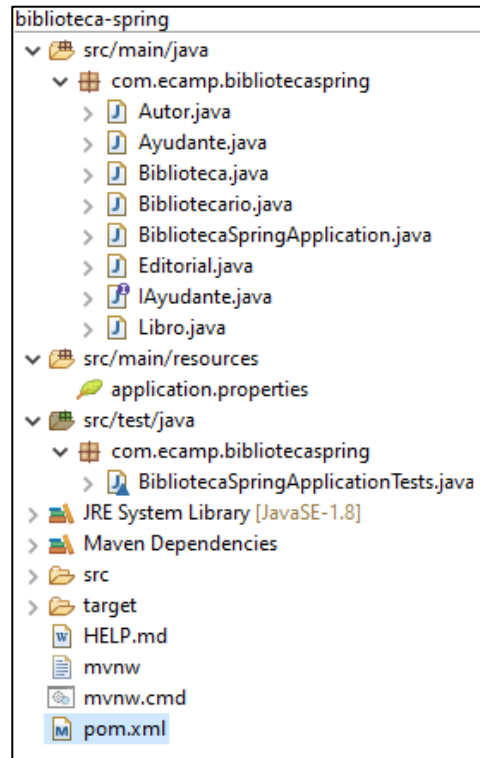 biblioteca-spring
src/main/java
com.ecamp.bibliotecaspring
Autor.java
Ayudante.java
Biblioteca.java
Bibliotecario.java
BibliotecaSpringApplication.java
Editorial.java
IAyudante.java
Libro.java
src/main/resources
application.properties
src/test/java
com.ecamp.bibliotecaspring
BibliotecaSpringApplicationTests.java
JRE System Library [JavaSE-1.8]
Maven Dependencies
src
target
HELP.md
mvnw
mvnw.cmd
pom.xml